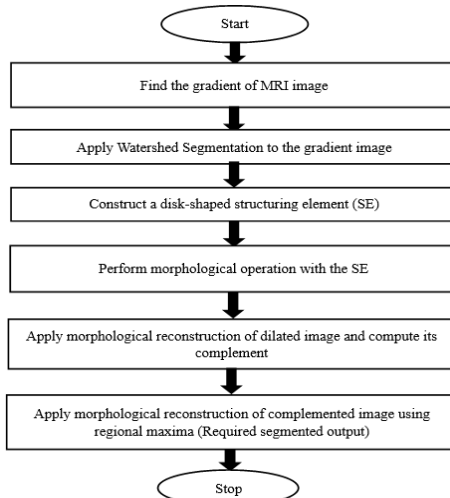 Start
Find the gradient of MRI image
Apply Watershed Segmentation to the gradient image
Construct a disk-shaped structuring element (SE)
Perform morphological operation with the SE
Apply morphological reconstruction of dilated image and compute its
complement
Apply morphological reconstruction of complemented image using
regional maxima (Required segmented output)
Stop